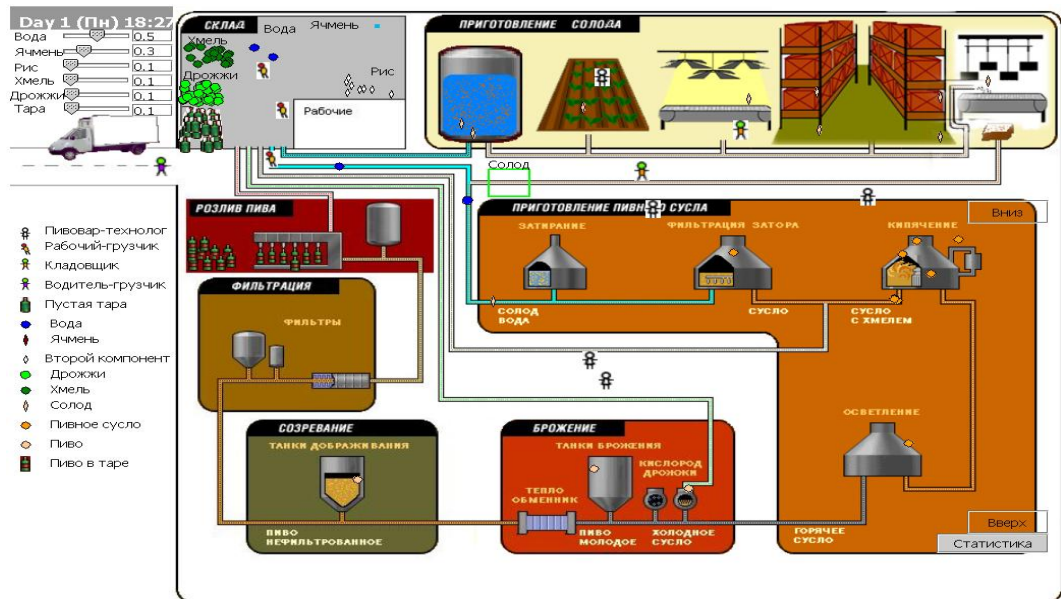 Day 1 (Пн) 18:27
Вода 0.5
Ячмень 0.3
Рис 0.1
Хмель 0.1
Дрожжи 0.1
Тара 0.1
СКЛАД
Вода
Ячмень
Хмель
Дрожжи
Рис
Рабочие
ПРИГОТОВЛЕНИЕ СОЛОДА
Солод
РОЗЛИВ ПИВА
ПРИГОТОВЛЕНИЕ ПИВНОГО СУСЛА
Вниз
ЗАТИРАНИЕ
ФИЛЬТРАЦИЯ ЗАТОРА
КИПЯЧЕНИЕ
СОЛОД
ВОДА
СУСЛО
СУСЛО
С ХМЕЛЕМ
Пивовар-технолог
Рабочий-грузчик
Кладовщик
Водитель-грузчик
Пустая тара
Вода
Ячмень
Второй компонент
Дрожжи
Хмель
Солод
Пивное сусло
Пиво
Пиво в таре
ФИЛЬТРАЦИЯ
ФИЛЬТРЫ
СОЗРЕВАНИЕ
ТАНКИ ДОБРАЖИВАНИЯ
ПИВО
НЕФИЛЬТРОВАННОЕ
БРОЖЕНИЕ
ТАНКИ БРОЖЕНИЯ
КИСЛОРОД
ДРОЖЖИ
ТЕПЛО
ОБМЕННИК
ПИВО
МОЛОДОЕ
ХОЛОДНОЕ
СУСЛО
ОСВЕТЛЕНИЕ
ГОРЯЧЕЕ
СУСЛО
Вверх
Статистика